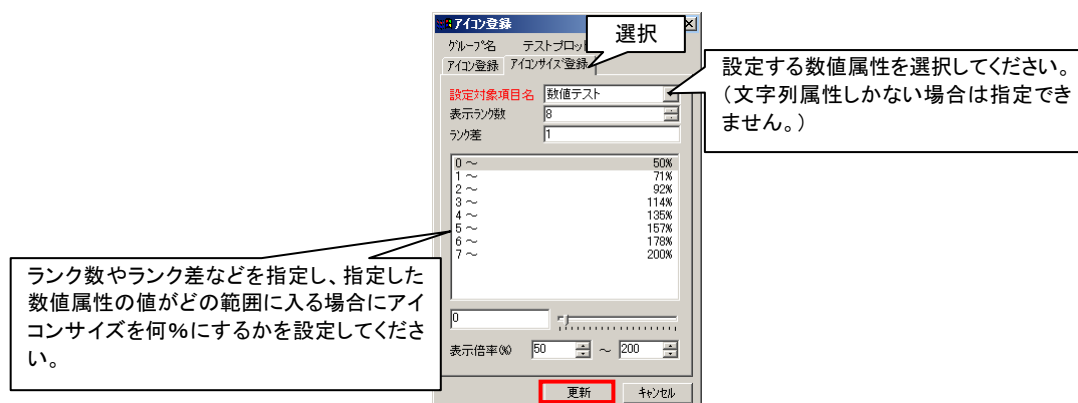 アイコン登録
選択
グループ名 テストプロッ
アイコン登録 アイコンサイズ登録
設定する数値属性を選択してください。
（文字列属性しかない場合は指定でき
ません。）
設定対象項目名 数値テスト
表示ランク数 8
ランク差 1
0 ～ 50%
1 ～ 71%
2 ～ 92%
3 ～ 114%
4 ～ 135%
5 ～ 157%
6 ～ 178%
7 ～ 200%
ランク数やランク差などを指定し、指定した
数値属性の値がどの範囲に入る場合にアイ
コンサイズを何％にするかを設定してくださ
い。
0
表示倍率(%) 50 ～ 200
更新 キャンセル